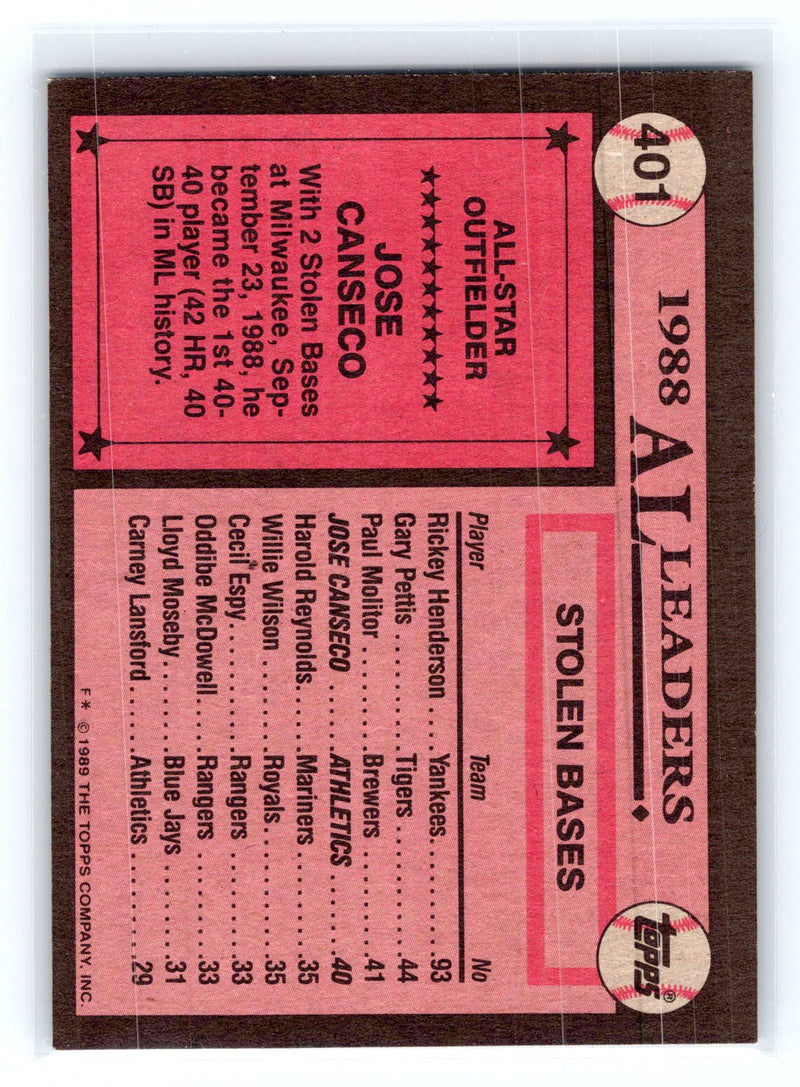 401
1988 AL LEADERS
topps®
ALL-STAR
OUTFIELDER
JOSE
CANSECO
With 2 Stolen Bases
at Milwaukee, Sep-
tember 23, 1988, he
became the 1st 40-
40 player (42 HR, 40
SB) in ML history.
STOLEN BASES
Player Team No
Rickey Henderson....Yankees..............93
Gary Pettis..............Tigers.................44
Paul Molitor.............Brewers..............41
JOSE CANSECO.......ATHLETICS...........40
Harold Reynolds......Mariners.............35
Willie Wilson...........Royals................35
Cecil Espy...............Rangers..............33
Oddibe McDowell....Rangers..............33
Lloyd Moseby.........Blue Jays...........31
Carney Lansford.....Athletics.............29
F* © 1989 THE TOPPS COMPANY, INC.